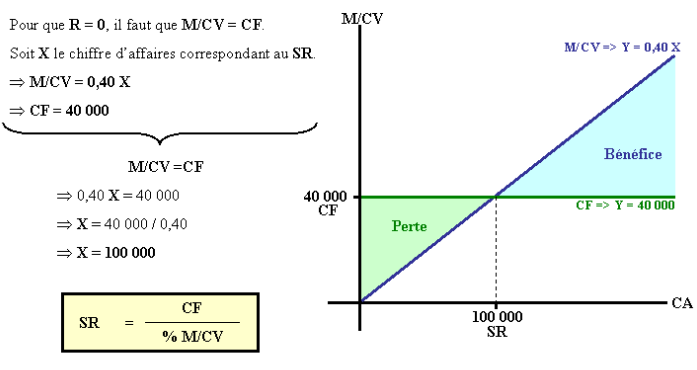 Pour que R = 0, il faut que M/CV = CF.
Soit X le chiffre d'affaires correspondant au SR.
⇒ M/CV = 0,40 X
⇒ CF = 40 000
M/CV =CF
⇒ 0,40 X = 40 000
⇒ X = 40 000 / 0,40
⇒ X = 100 000
SR = CF
% M/CV
M/CV
M/CV => Y = 0,40 X
Bénéfice
40 000
CF
CF => Y = 40 000
Perte
CA
100 000
SR